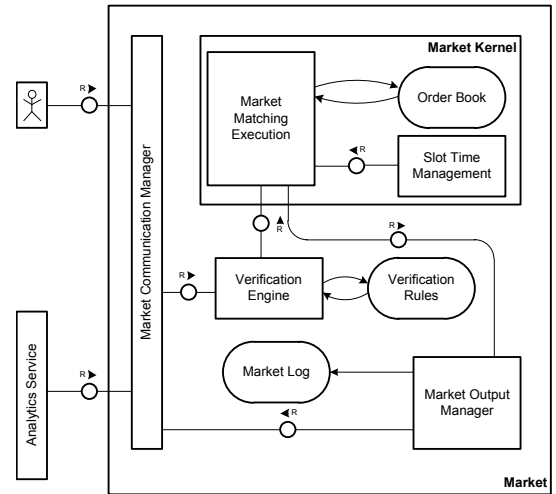 Market Kernel
R
Market
Matching
Execution
Order Book
R
Slot Time
Management
Market Communication Manager
R
R
R
Verification
Engine
Verification
Rules
Analytics Service
R
Market Log
Market Output
Manager
R
Market